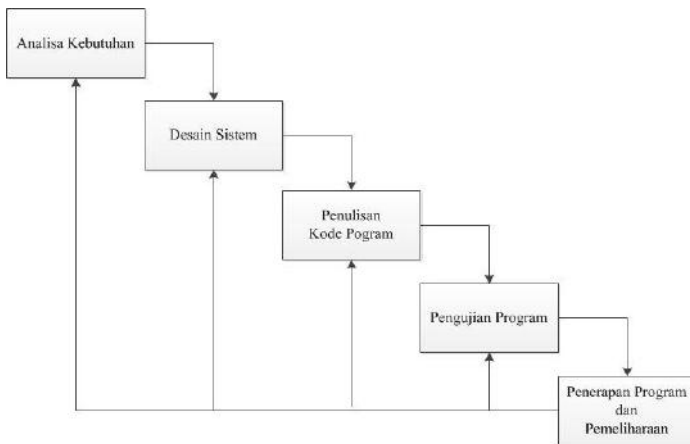 Analisa Kebutuhan
Desain Sistem
Penulisan
Kode Pogram
Pengujian Program
Penerapan Program
dan
Pemeliharaan